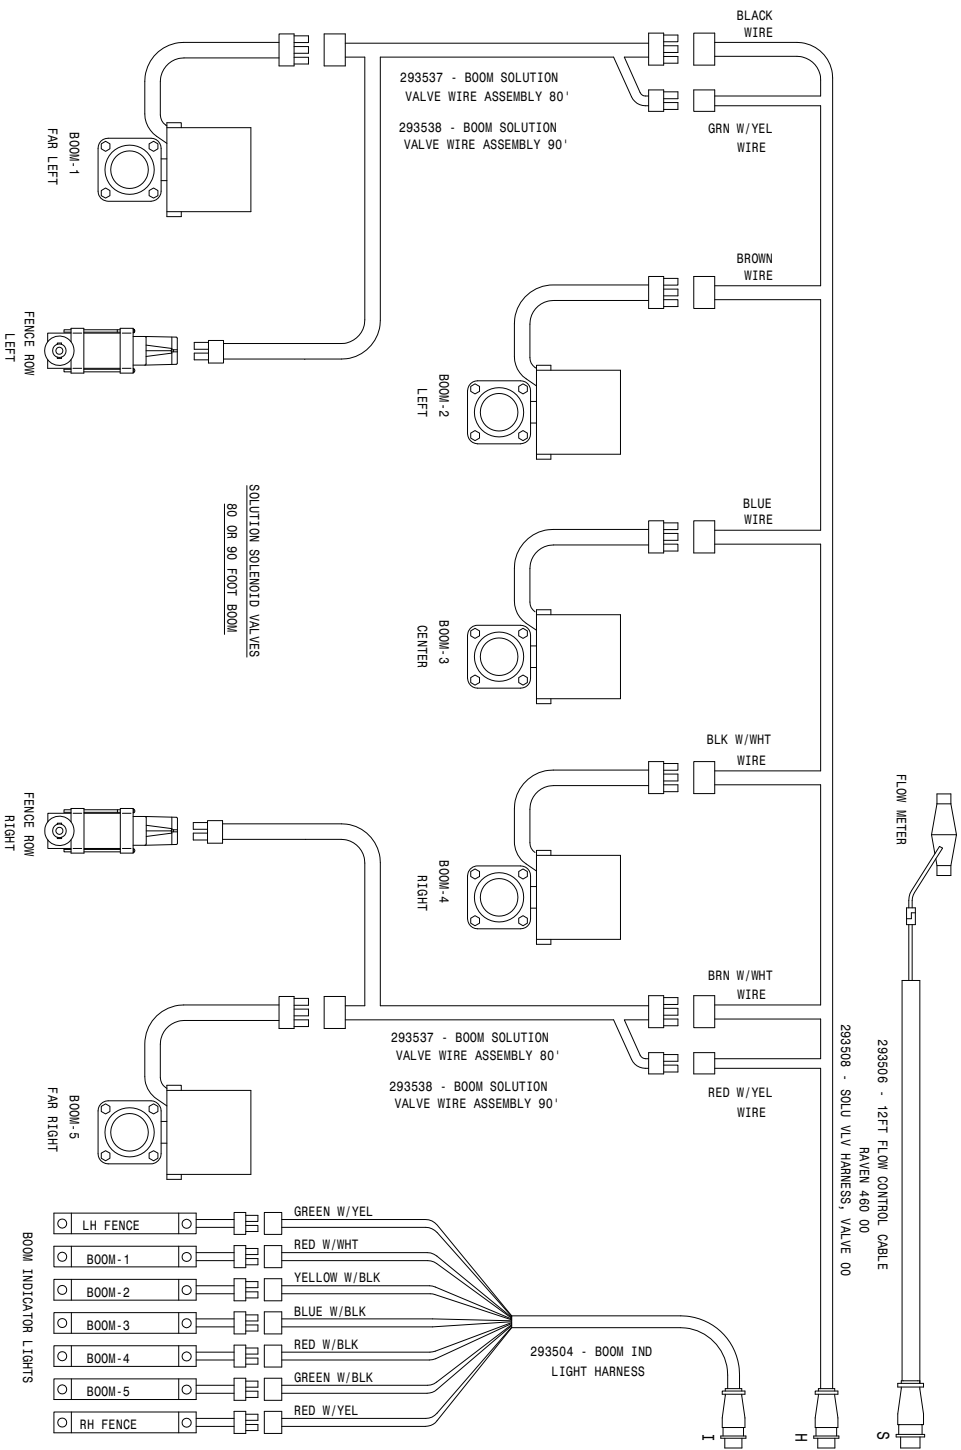 BLACK
WIRE
293537 - BOOM SOLUTION
VALVE WIRE ASSEMBLY 80'
293538 - BOOM SOLUTION
VALVE WIRE ASSEMBLY 90'
GRN W/YEL
WIRE
BOOM-1
FAR LEFT
BROWN
WIRE
FENCE ROW
LEFT
BOOM-2
LEFT
SOLUTION SOLENOID VALVES
80 OR 90 FOOT BOOM
BLUE
WIRE
BOOM-3
CENTER
BLK W/WHT
WIRE
FLOW METER
FENCE ROW
RIGHT
BOOM-4
RIGHT
BRN W/WHT
WIRE
293537 - BOOM SOLUTION
VALVE WIRE ASSEMBLY 80'
293538 - BOOM SOLUTION
VALVE WIRE ASSEMBLY 90'
RED W/YEL
WIRE
293506 - 12FT FLOW CONTROL CABLE
RAVEN 460 00
293508 - SOLU VLV HARNESS, VALVE 00
BOOM-5
FAR RIGHT
BOOM INDICATOR LIGHTS
LH FENCE
GREEN W/YEL
BOOM-1
RED W/WHT
BOOM-2
YELLOW W/BLK
BOOM-3
BLUE W/BLK
BOOM-4
RED W/BLK
BOOM-5
GREEN W/BLK
RH FENCE
RED W/YEL
293504 - BOOM IND
LIGHT HARNESS
I
H
S